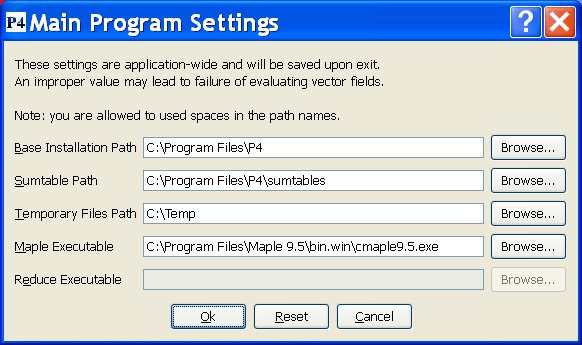 P4 Main Program Settings ?
These settings are application-wide and will be saved upon exit.
An improper value may lead to failure of evaluating vector fields.
Note: you are allowed to used spaces in the path names.
Base Installation Path C:\Program Files\P4 Browse...
Sumtable Path C:\Program Files\P4\sumtables Browse...
Temporary Files Path C:\Temp Browse...
Maple Executable C:\Program Files\Maple 9.5\bin.win\cmaple9.5.exe Browse...
Reduce Executable Browse...
Ok Reset Cancel